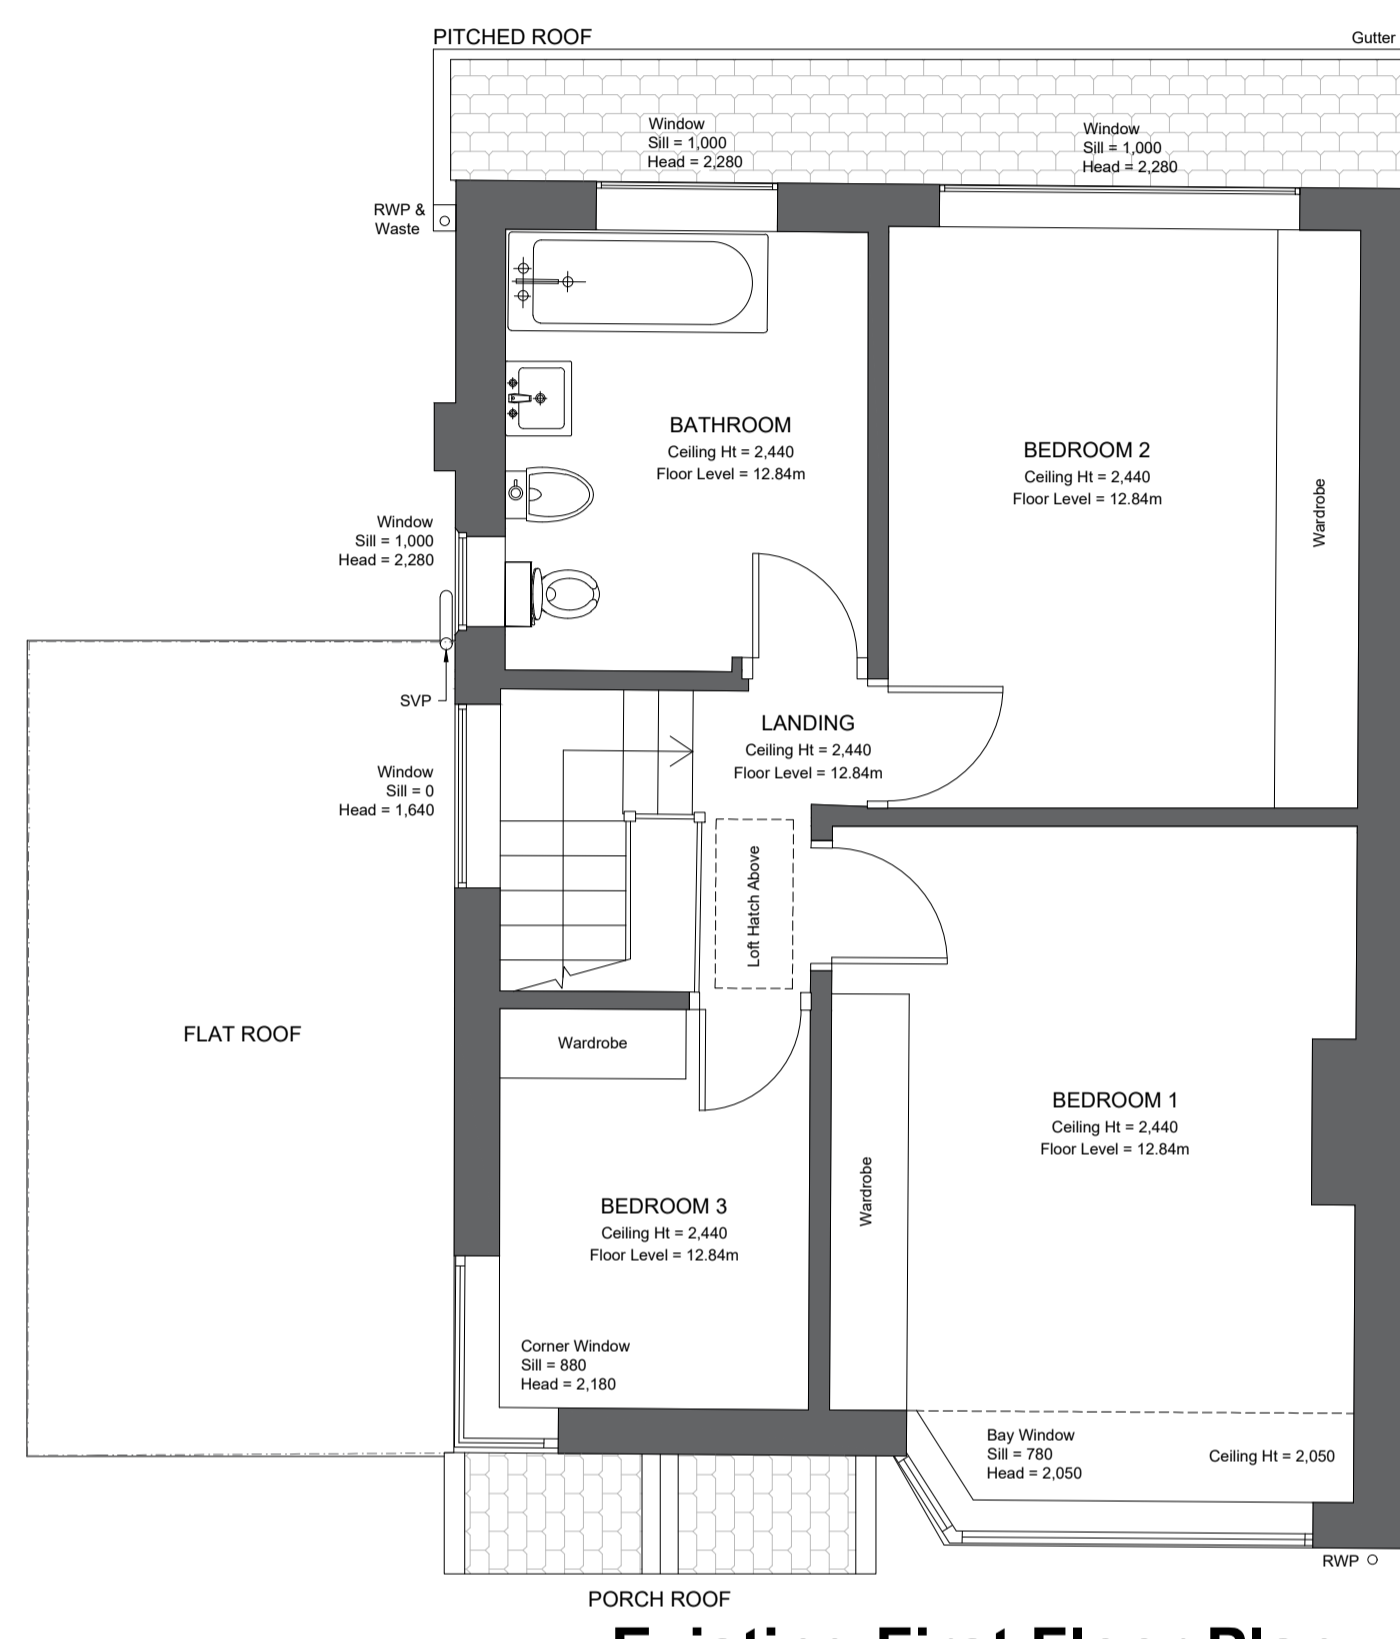 PITCHED ROOF
Gutter
Window
Sill = 1,000
Head = 2,280
Window
Sill = 1,000
Head = 2,280
RWP &
Waste
BATHROOM
Ceiling Ht = 2,440
Floor Level = 12.84m
BEDROOM 2
Ceiling Ht = 2,440
Floor Level = 12.84m
Wardrobe
Window
Sill = 1,000
Head = 2,280
SVP
LANDING
Ceiling Ht = 2,440
Floor Level = 12.84m
Window
Sill = 0
Head = 1,640
Loft Hatch Above
FLAT ROOF
Wardrobe
BEDROOM 1
Ceiling Ht = 2,440
Floor Level = 12.84m
Wardrobe
BEDROOM 3
Ceiling Ht = 2,440
Floor Level = 12.84m
Corner Window
Sill = 880
Head = 2,180
Bay Window
Sill = 780
Head = 2,050
Ceiling Ht = 2,050
RWP
PORCH ROOF
Existing First Floor Plan